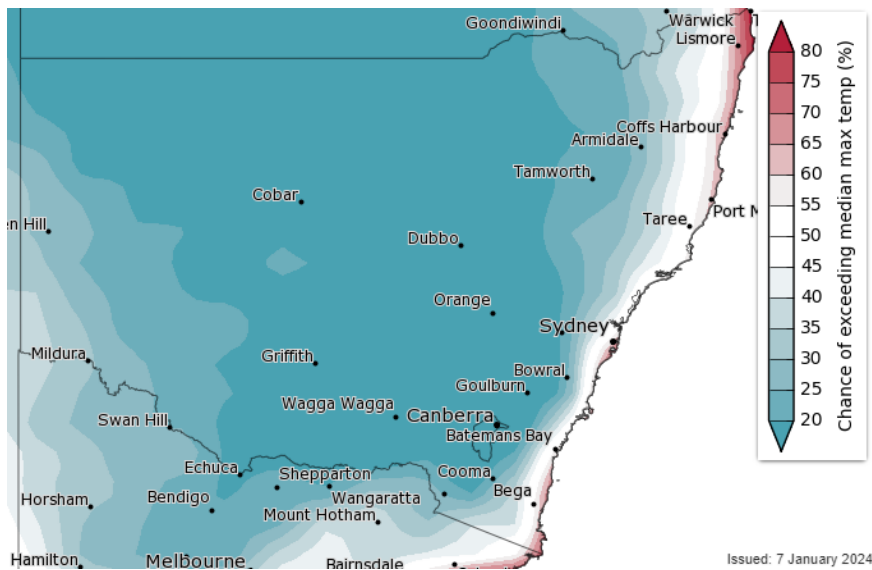 Goondiwindi
Warwick
Lismore
Coffs Harbour
Armidale
Tamworth
Cobar
Port M
Taree
en Hill
Dubbo
Orange
Sydney
Mildura
Griffith
Bowral
Goulburn
Wagga Wagga
Canberra
Swan Hill
Batemans Bay
Echuca
Shepparton
Cooma
Bendigo
Wangaratta
Bega
Horsham
Mount Hotham
Hamilton
Melbourne
Bairnsdale
80
75
70
65
60
55
50
45
40
35
30
25
20
Chance of exceeding median max temp (%)
Issued: 7 January 2024